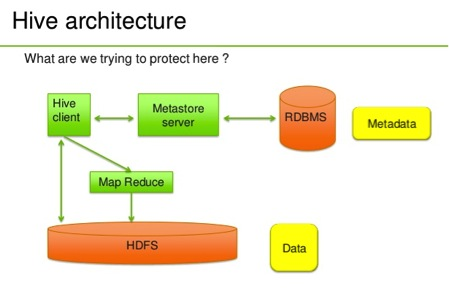 Hive architecture
What are we trying to protect here ?
Hive
client
Metastore
server
RDBMS
Metadata
Map Reduce
HDFS
Data